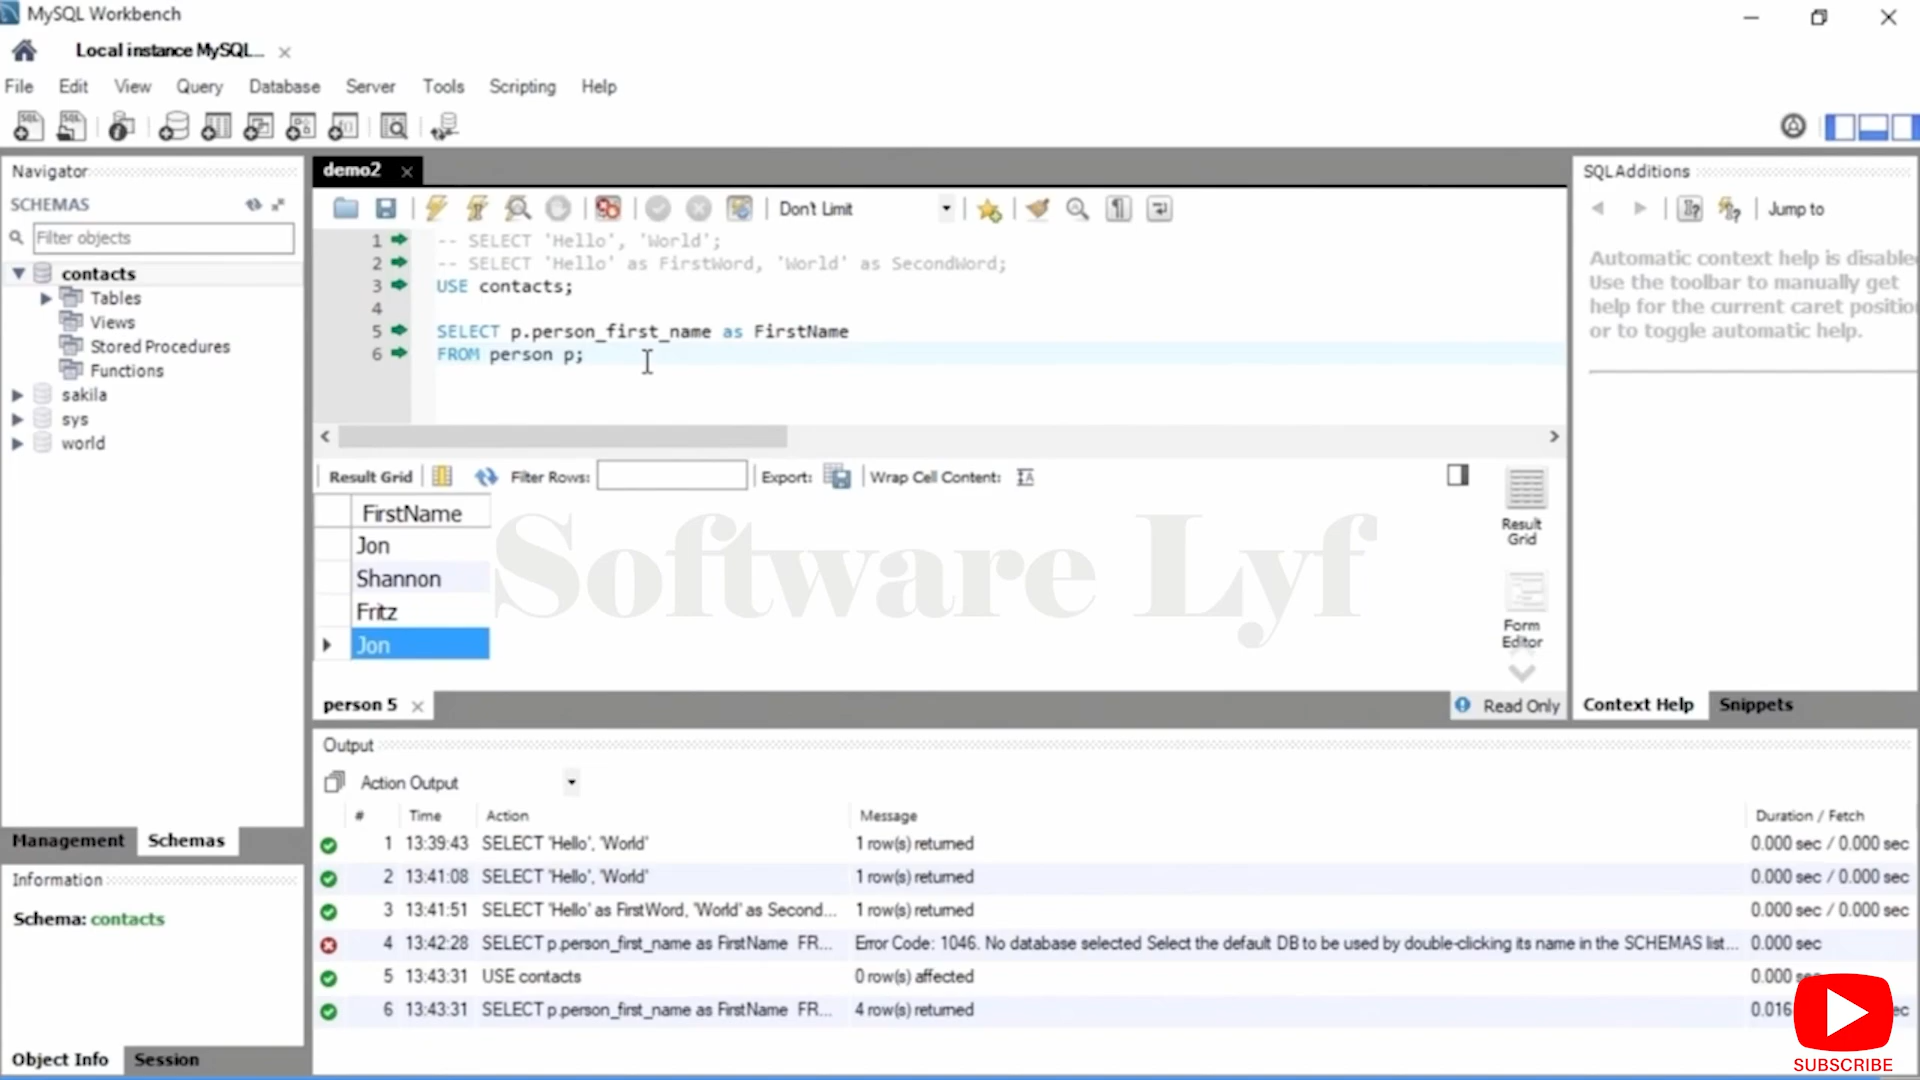 MySQL Workbench
Local instance MySQL...
File Edit View Query Database Server Tools Scripting Help
Navigator
SCHEMAS
Filter objects
contacts
Tables
Views
Stored Procedures
Functions
sakila
sys
world
Management Schemas
Information
Schema: contacts
Object Info Session
demo2
Don't Limit
1 -- SELECT 'Hello', 'World';
2 -- SELECT 'Hello' as FirstWord, 'World' as SecondWord;
3 USE contacts;
4
5 SELECT p.person_first_name as FirstName
6 FROM person p;
Result Grid Filter Rows: Export: Wrap Cell Content:
FirstName
Jon
Shannon
Fritz
Jon
Software Lyf
Result
Grid
Form
Editor
person 5
Read Only
SQLAdditions
Jump to
Automatic context help is disable
Use the toolbar to manually get
help for the current caret positio
or to toggle automatic help.
Context Help Snippets
Output
Action Output
# Time Action Message Duration / Fetch
1 13:39:43 SELECT 'Hello', 'World' 1 row(s) returned 0.000 sec / 0.000 sec
2 13:41:08 SELECT 'Hello', 'World' 1 row(s) returned 0.000 sec / 0.000 sec
3 13:41:51 SELECT 'Hello' as FirstWord, 'World' as Second... 1 row(s) returned 0.000 sec / 0.000 sec
4 13:42:28 SELECT p.person_first_name as FirstName FR... Error Code: 1046. No database selected Select the default DB to be used by double-clicking its name in the SCHEMAS list... 0.000 sec
5 13:43:31 USE contacts 0 row(s) affected 0.000
6 13:43:31 SELECT p.person_first_name as FirstName FR... 4 row(s) returned 0.016 ec
SUBSCRIBE